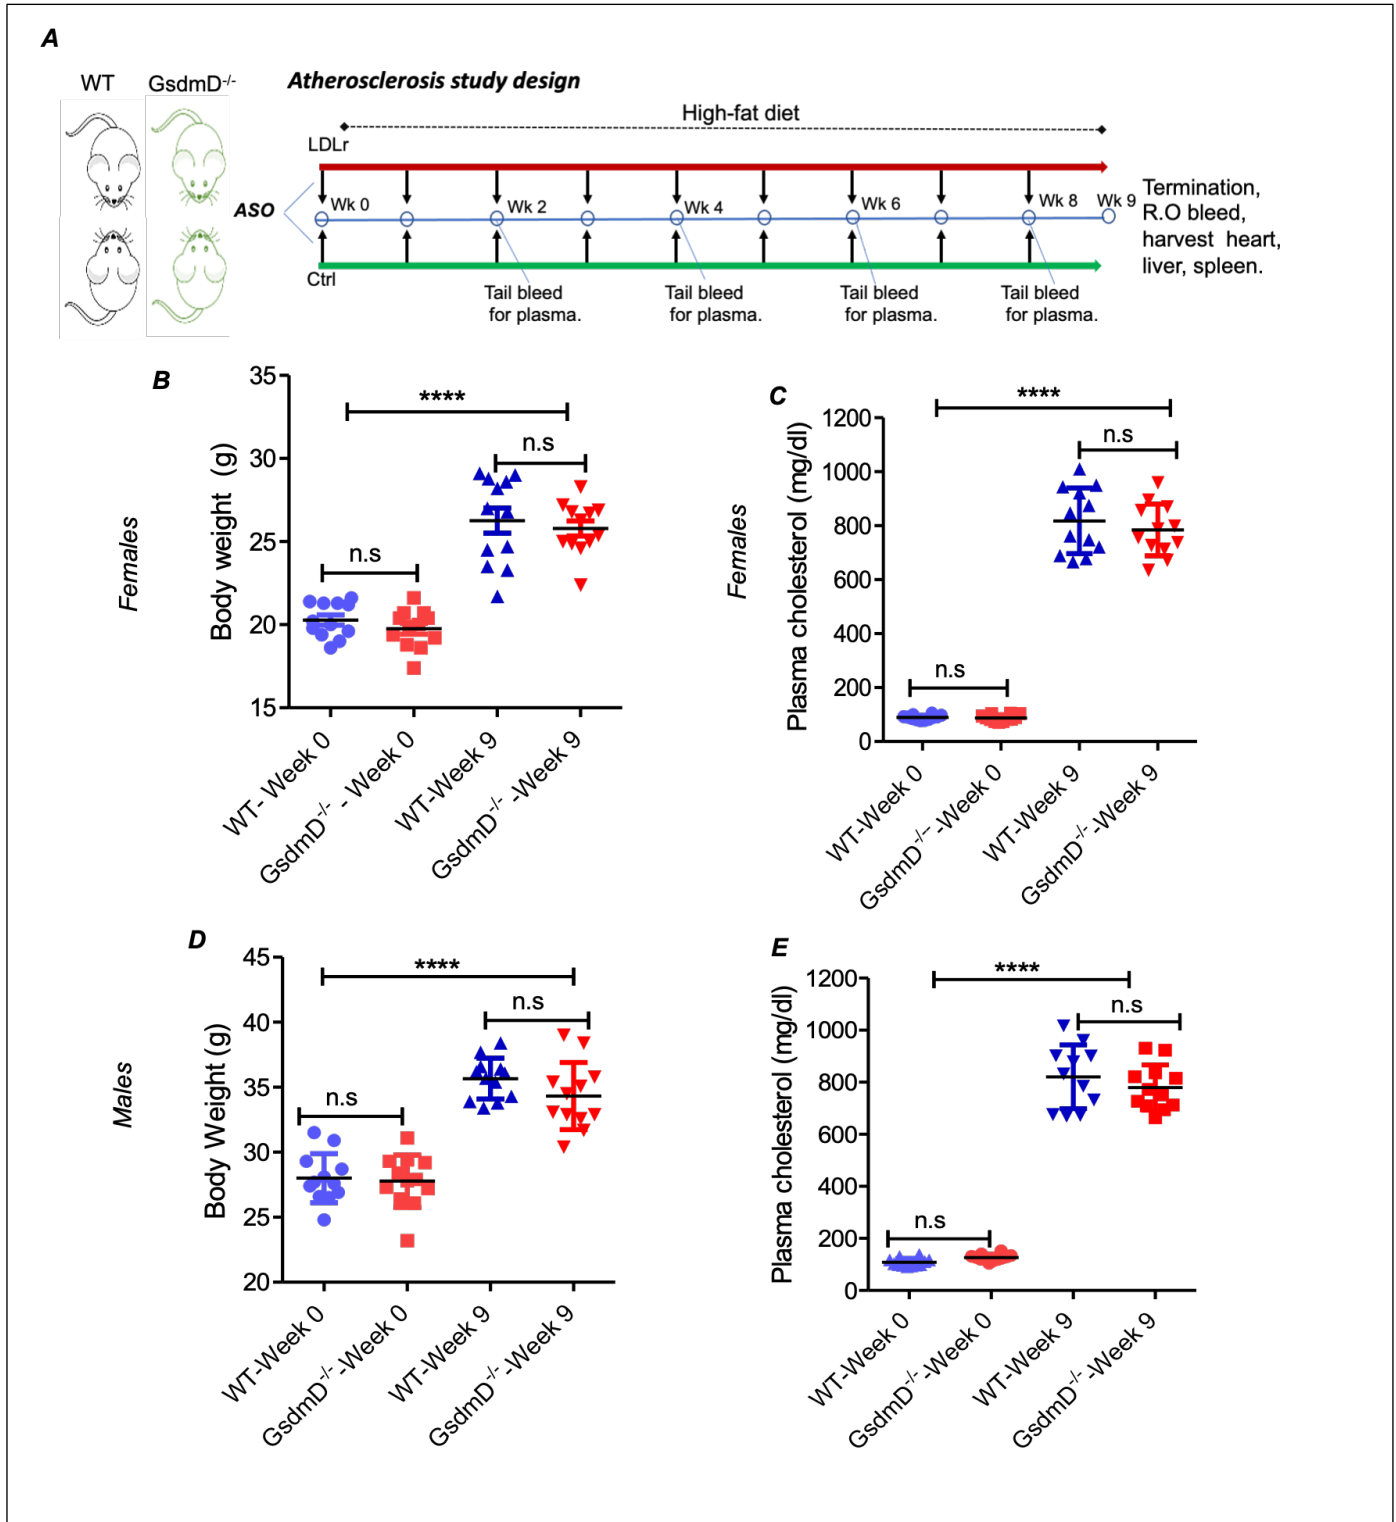 A
WT GsdmD-/-
Atherosclerosis study design
High-fat diet
LDLr
ASO
Wk 0 Wk 2 Wk 4 Wk 6 Wk 8 Wk 9
Ctrl
Tail bleed
for plasma.
Tail bleed
for plasma.
Tail bleed
for plasma.
Tail bleed
for plasma.
Termination,
R.O bleed,
harvest heart,
liver, spleen.
B
Females
Body weight (g)
35
30
25
20
15
****
n.s
n.s
WT- Week 0
GsdmD-/- - Week 0
WT-Week 9
GsdmD-/- -Week 9
C
Females
Plasma cholesterol (mg/dl)
1200
1000
800
600
400
200
0
****
n.s
n.s
WT-Week 0
GsdmD-/- -Week 0
WT-Week 9
GsdmD-/- -Week 9
D
Males
Body Weight (g)
45
40
35
30
25
20
****
n.s
n.s
WT-Week 0
GsdmD-/- -Week 0
WT-Week 9
GsdmD-/- -Week 9
E
Plasma cholesterol (mg/dl)
1200
1000
800
600
400
200
0
****
n.s
n.s
WT-Week 0
GsdmD-/- -Week 0
WT-Week 9
GsdmD-/- -Week 9